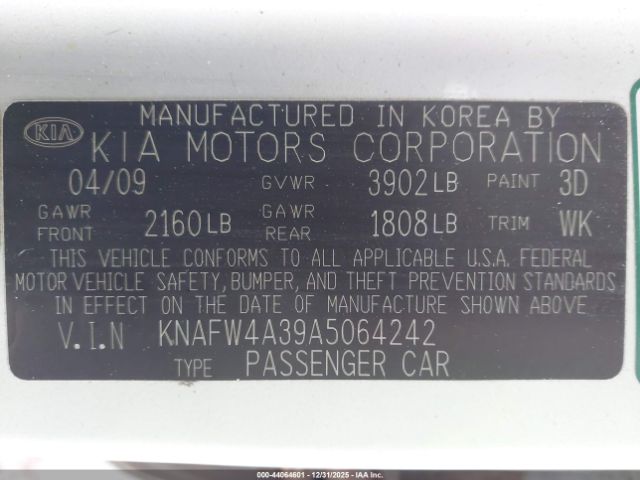 MANUFACTURED IN KOREA BY
KIA
KIA MOTORS CORPORATION
04/09 GVWR 3902LB PAINT 3D
GAWR FRONT 2160LB GAWR REAR 1808LB TRIM WK
THIS VEHICLE CONFORMS TO ALL APPLICABLE U.S.A. FEDERAL
MOTOR VEHICLE SAFETY, BUMPER, AND THEFT PREVENTION STANDARDS
IN EFFECT ON THE DATE OF MANUFACTURE SHOWN ABOVE
V.I.N KNAFW4A39A5064242
TYPE PASSENGER CAR
000-44064601 - 12/31/2025 - IAAI, Inc.